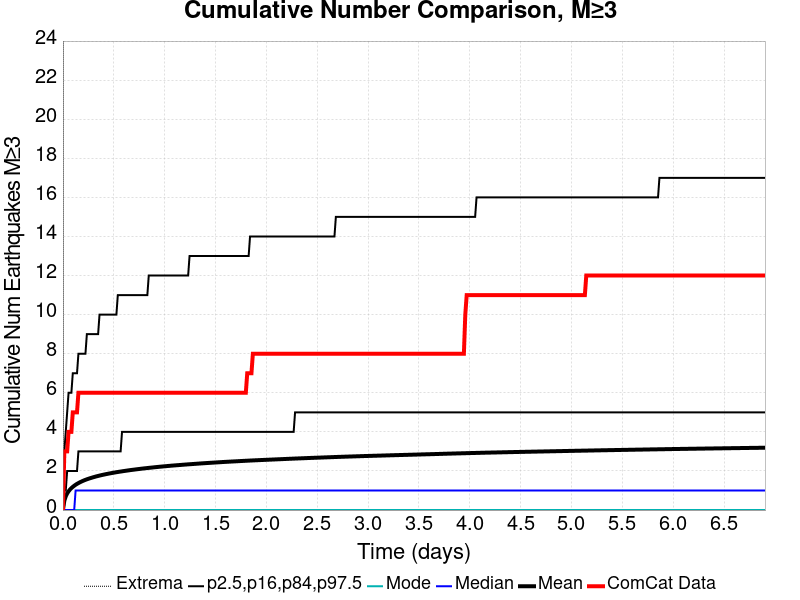 Cumulative Number Comparison, M≥3
Cumulative Num Earthquakes M≥3
24
22
20
18
16
14
12
10
8
6
4
2
0
0.0 0.5 1.0 1.5 2.0 2.5 3.0 3.5 4.0 4.5 5.0 5.5 6.0 6.5
Time (days)
Extrema p2.5,p16,p84,p97.5 Mode Median Mean ComCat Data